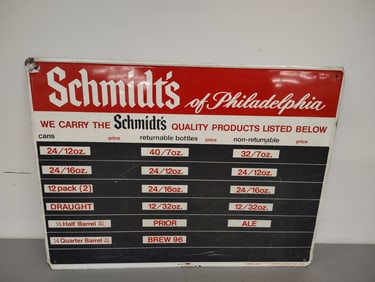 Schmidt's of Philadelphia
WE CARRY THE Schmidt's QUALITY PRODUCTS LISTED BELOW
cans price returnable bottles price non-returnable price
24/12oz. 40/7oz. 32/7oz.
24/16oz. 24/12oz. 24/12oz.
12 pack (2) 24/16oz. 24/16oz.
DRAUGHT 12/32oz. 12/32oz.
½ Half Barrel PRIOR ALE
¼ Quarter Barrel BREW 96